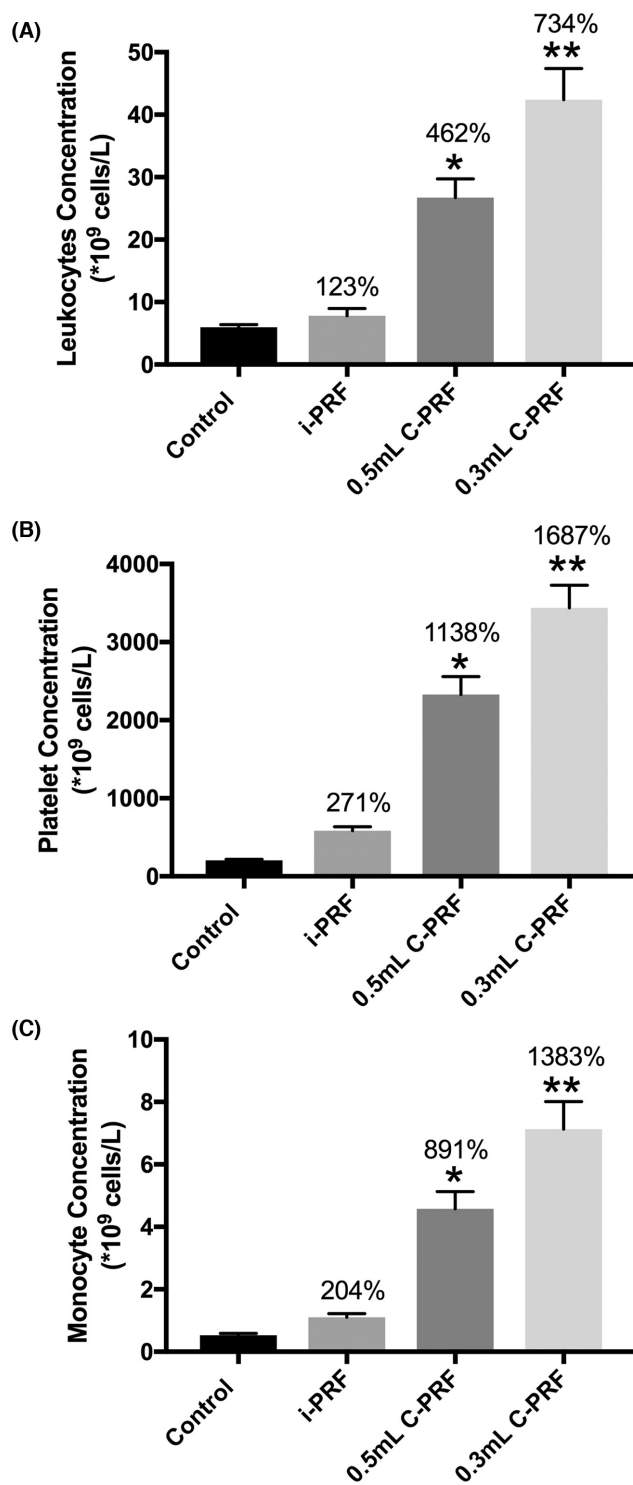 (A)
734%
**
50
462%
*
40
30
20
123%
10
0
Leukocytes Concentration
(*10⁹ cells/L)
Control
i-PRF
0.5mL C-PRF
0.3mL C-PRF
(B)
1687%
**
4000
1138%
*
3000
2000
271%
1000
0
Platelet Concentration
(*10⁹ cells/L)
Control
i-PRF
0.5mL C-PRF
0.3mL C-PRF
(C)
1383%
**
10
891%
*
8
6
4
204%
2
0
Monocyte Concentration
(*10⁹ cells/L)
Control
i-PRF
0.5mL C-PRF
0.3mL C-PRF